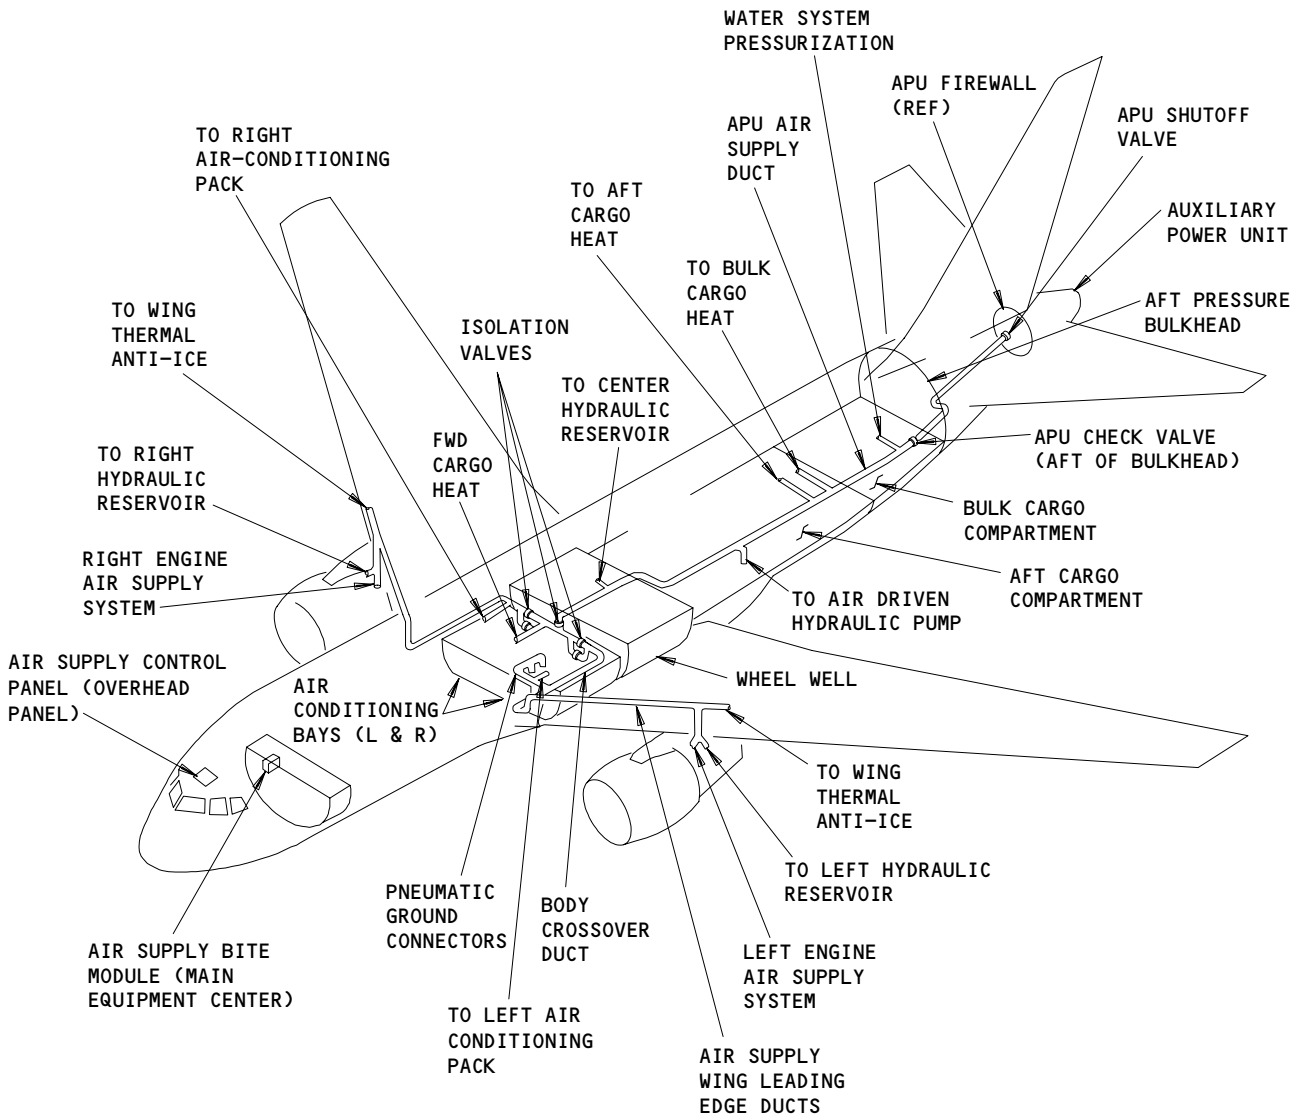 WATER SYSTEM
PRESSURIZATION
APU FIREWALL
(REF)
APU SHUTOFF
VALVE
APU AIR
SUPPLY
DUCT
TO RIGHT
AIR-CONDITIONING
PACK
TO AFT
CARGO
HEAT
AUXILIARY
POWER UNIT
TO BULK
CARGO
HEAT
AFT PRESSURE
BULKHEAD
TO WING
THERMAL
ANTI-ICE
ISOLATION
VALVES
TO CENTER
HYDRAULIC
RESERVOIR
FWD
CARGO
HEAT
APU CHECK VALVE
(AFT OF BULKHEAD)
TO RIGHT
HYDRAULIC
RESERVOIR
BULK CARGO
COMPARTMENT
RIGHT ENGINE
AIR SUPPLY
SYSTEM
AFT CARGO
COMPARTMENT
TO AIR DRIVEN
HYDRAULIC PUMP
AIR SUPPLY CONTROL
PANEL (OVERHEAD
PANEL)
AIR
CONDITIONING
BAYS (L & R)
WHEEL WELL
TO WING
THERMAL
ANTI-ICE
TO LEFT HYDRAULIC
RESERVOIR
PNEUMATIC
GROUND
CONNECTORS
BODY
CROSSOVER
DUCT
AIR SUPPLY BITE
MODULE (MAIN
EQUIPMENT CENTER)
LEFT ENGINE
AIR SUPPLY
SYSTEM
TO LEFT AIR
CONDITIONING
PACK
AIR SUPPLY
WING LEADING
EDGE DUCTS